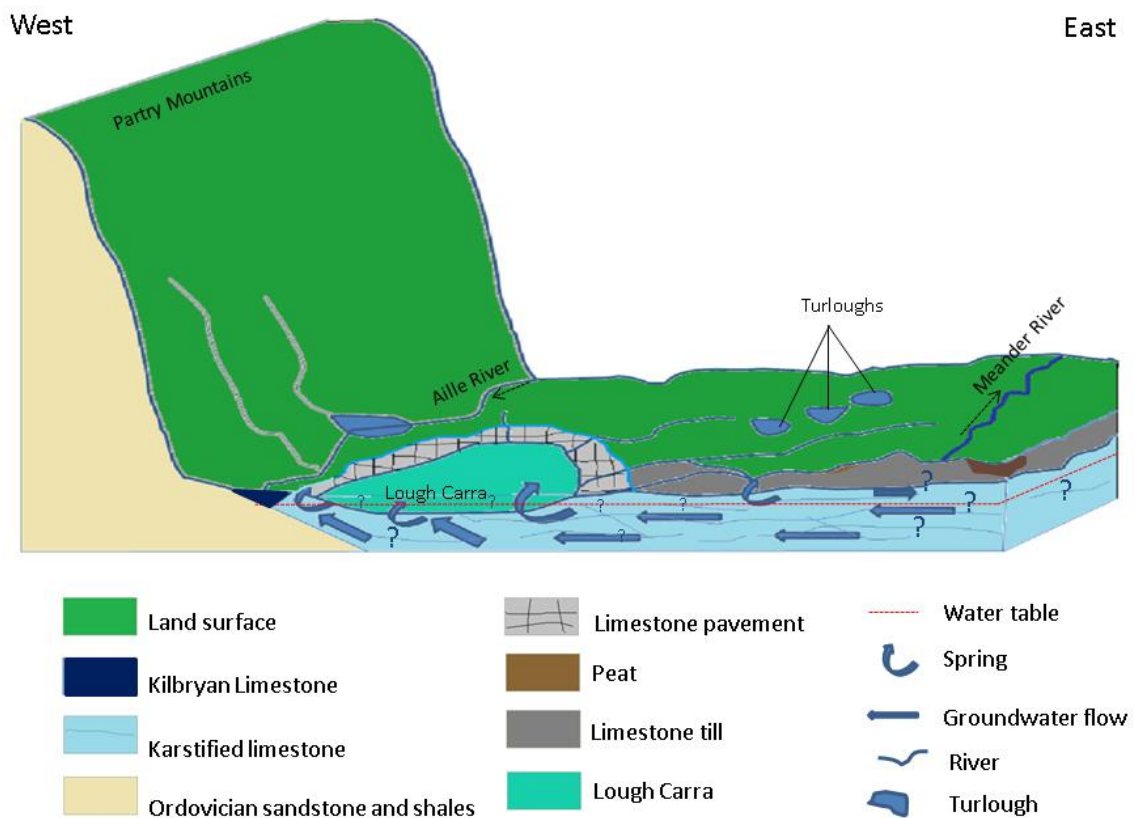 West
East
Partry Mountains
Turloughs
Aille River
Meander River
Lough Carra
?
?
?
?
?
?
?
?
?
?
?
Land surface
Kilbryan Limestone
Karstified limestone
Ordovician sandstone and shales
Limestone pavement
Peat
Limestone till
Lough Carra
Water table
Spring
Groundwater flow
River
Turlough